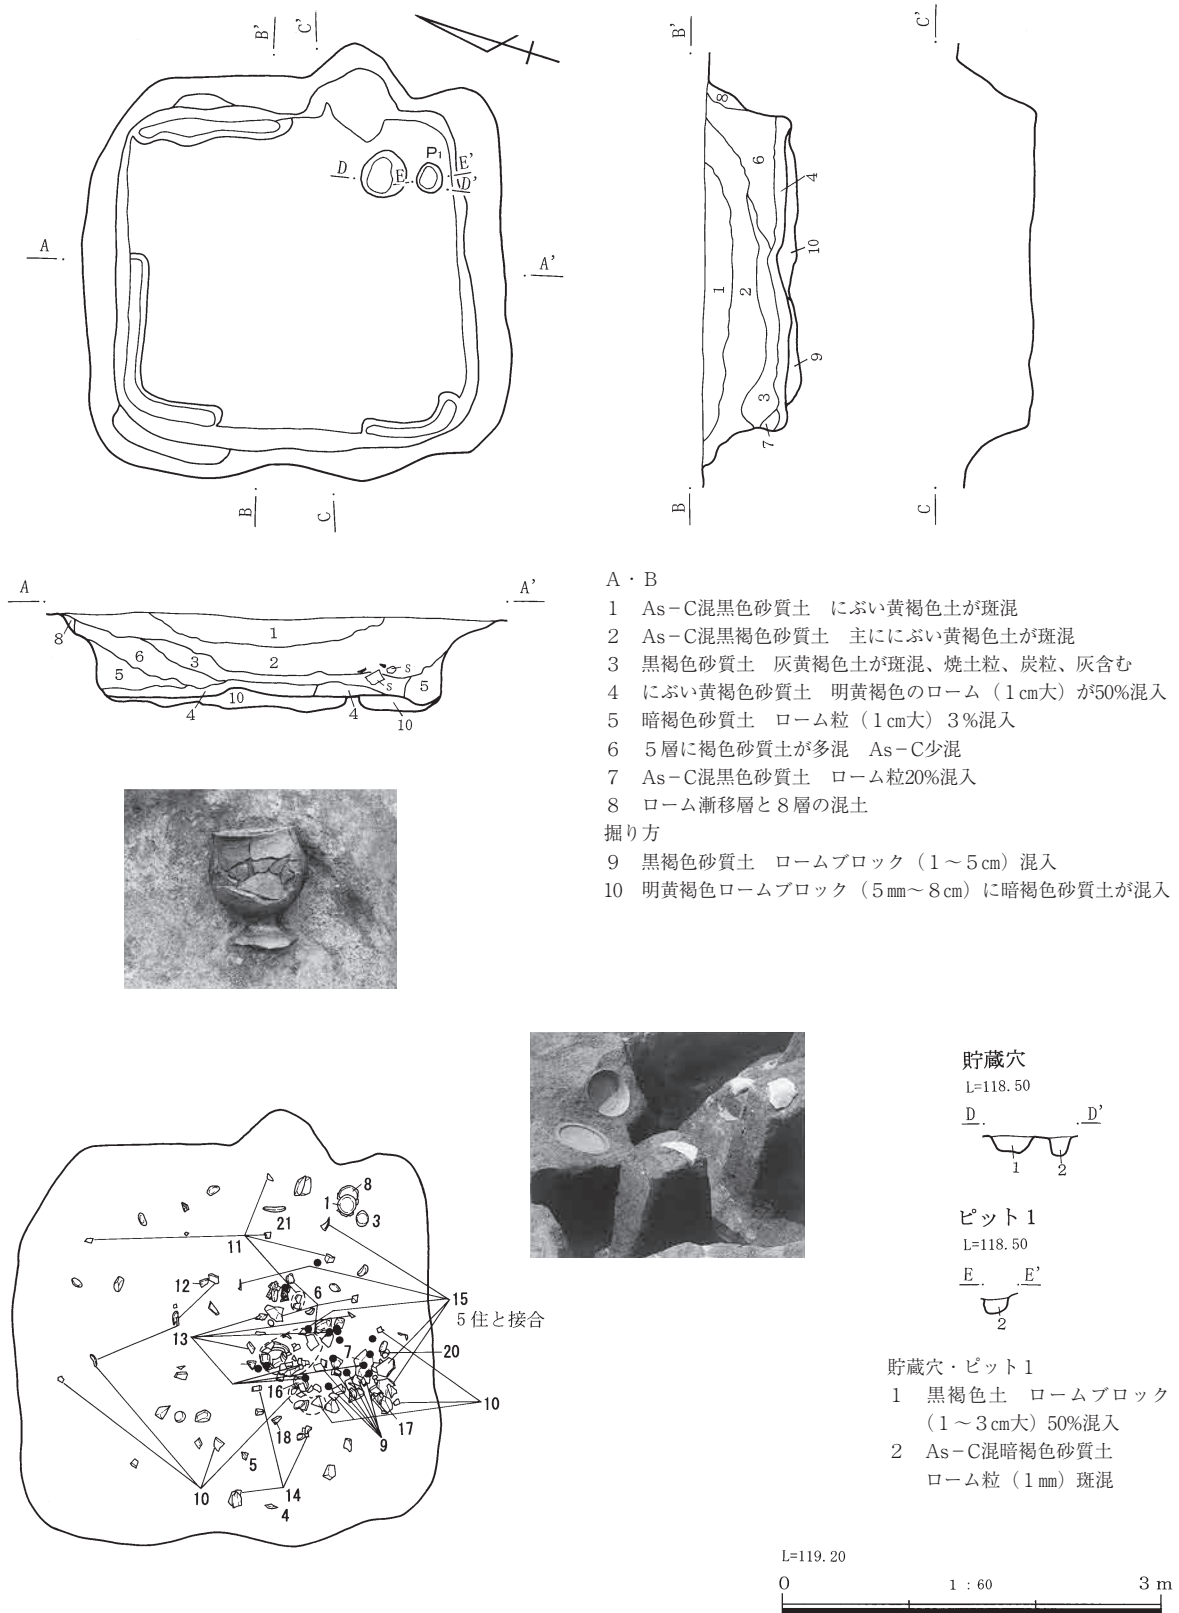 B'
C'
D
E
P1
E'
D'
A
A'
B
C
B'
8
6
4
10
1
2
9
3
7
B
C'
C
A
A'
8
1
6
3
2
S
S
5
5
10
4
4
10
A・B
1 As−C混黒色砂質土 にぶい黄褐色土が斑混
2 As−C混黒褐色砂質土 主ににぶい黄褐色土が斑混
3 黒褐色砂質土 灰黄褐色土が斑混、焼土粒、炭粒、灰含む
4 にぶい黄褐色砂質土 明黄褐色のローム(1㎝大)が50%混入
5 暗褐色砂質土 ローム粒(1㎝大)3%混入
6 5層に褐色砂質土が多混 As−C少混
7 As−C混黒色砂質土 ローム粒20%混入
8 ローム漸移層と8層の混土
掘り方
9 黒褐色砂質土 ロームブロック(1〜5㎝)混入
10 明黄褐色ロームブロック(5㎜〜8㎝)に暗褐色砂質土が混入
8
1
3
21
11
12
6
15
5住と接合
13
7
20
16
10
17
18
9
5
10
14
4
貯蔵穴
L=118.50
D
D'
1
2
ピット1
L=118.50
E
E'
2
貯蔵穴・ピット1
1 黒褐色土 ロームブロック
(1〜3㎝大)50%混入
2 As−C混暗褐色砂質土
ローム粒(1㎜)斑混
L=119.20
0
1:60
3m